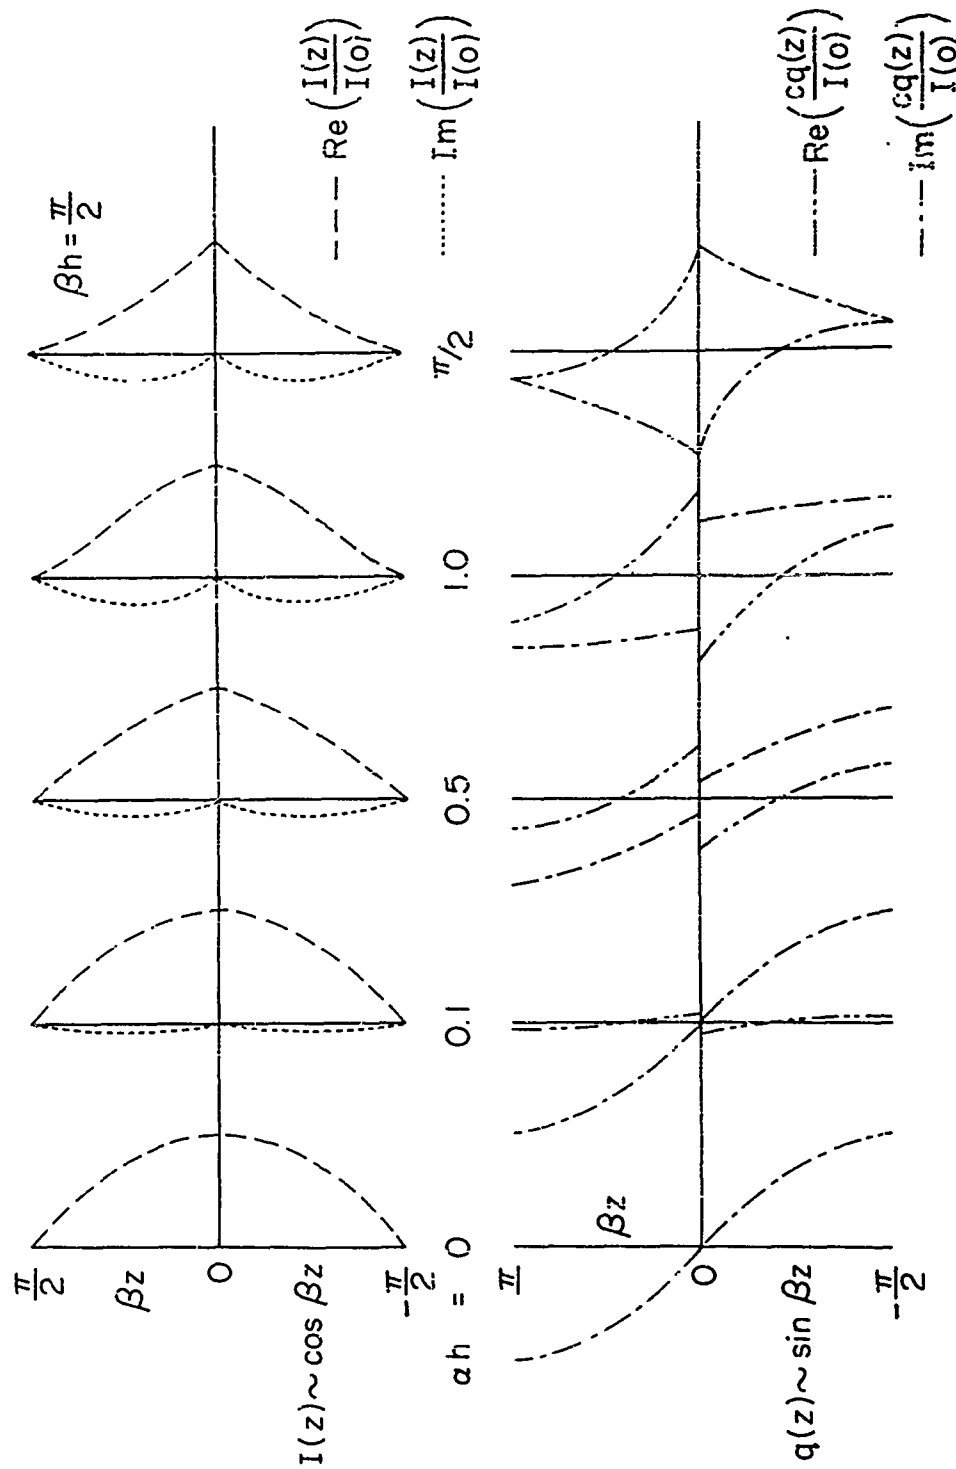 βh = π/2
--- Re(I(z)/I(0))
······ Im(I(z)/I(0))
π/2
βz
0
-π/2
I(z) ~ cos βz
αh = 0 0.1 0.5 1.0 π/2
π
βz
0
-π/2
q(z) ~ sin βz
Re(cq(z)/I(0))
Im(cq(z)/I(0))